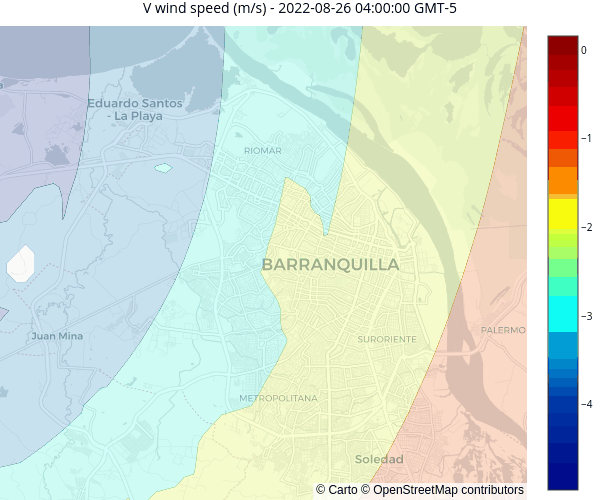 V wind speed (m/s) - 2022-08-26 04:00:00 GMT-5
0
Eduardo Santos
- La Playa
−1
RIOMAR
−2
BARRANQUILLA
−3
PALERMO
Juan Mina
SURORIENTE
METROPOLITANA
−4
Soledad
© Carto © OpenStreetMap contributors